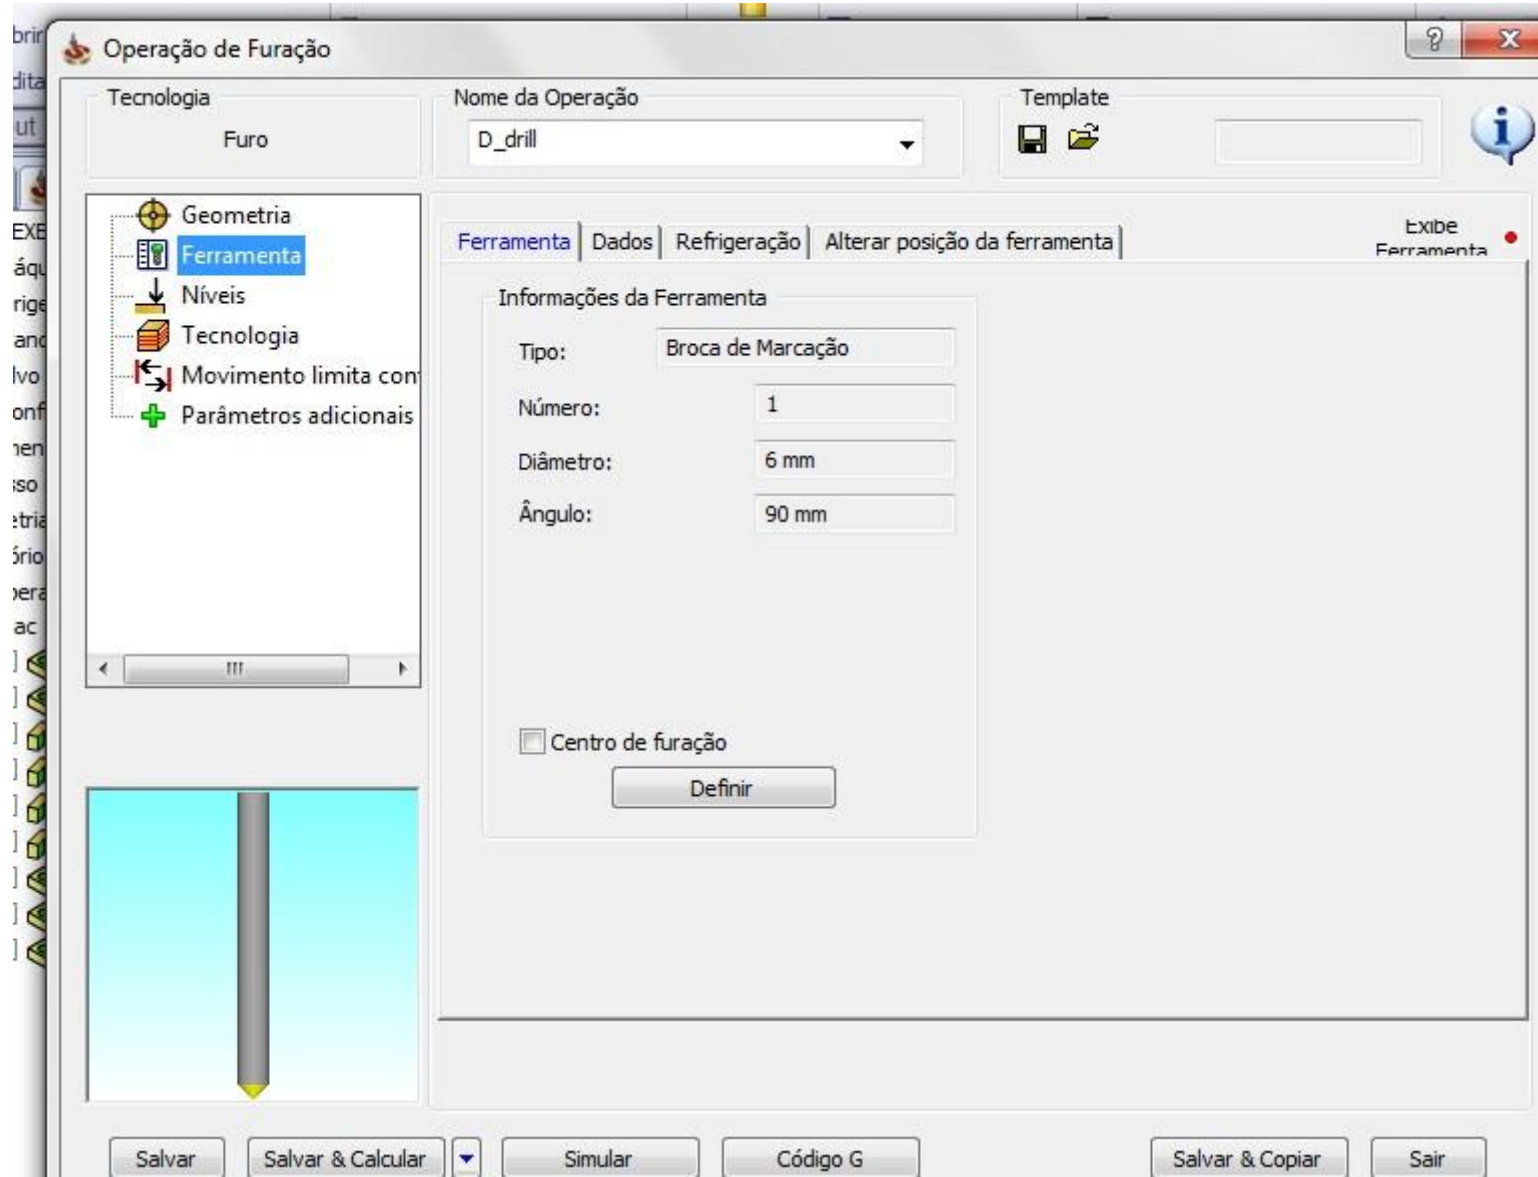 Operação de Furação
Tecnologia
Furo
Nome da Operação
D_drill
Template
Geometria
Ferramenta
Níveis
Tecnologia
Movimento limita con
Parâmetros adicionais
Ferramenta Dados Refrigeração Alterar posição da ferramenta
Exibe
Ferramenta
Informações da Ferramenta
Tipo: Broca de Marcação
Número: 1
Diâmetro: 6 mm
Ângulo: 90 mm
Centro de furação
Definir
Salvar Salvar & Calcular Simular Código G Salvar & Copiar Sair